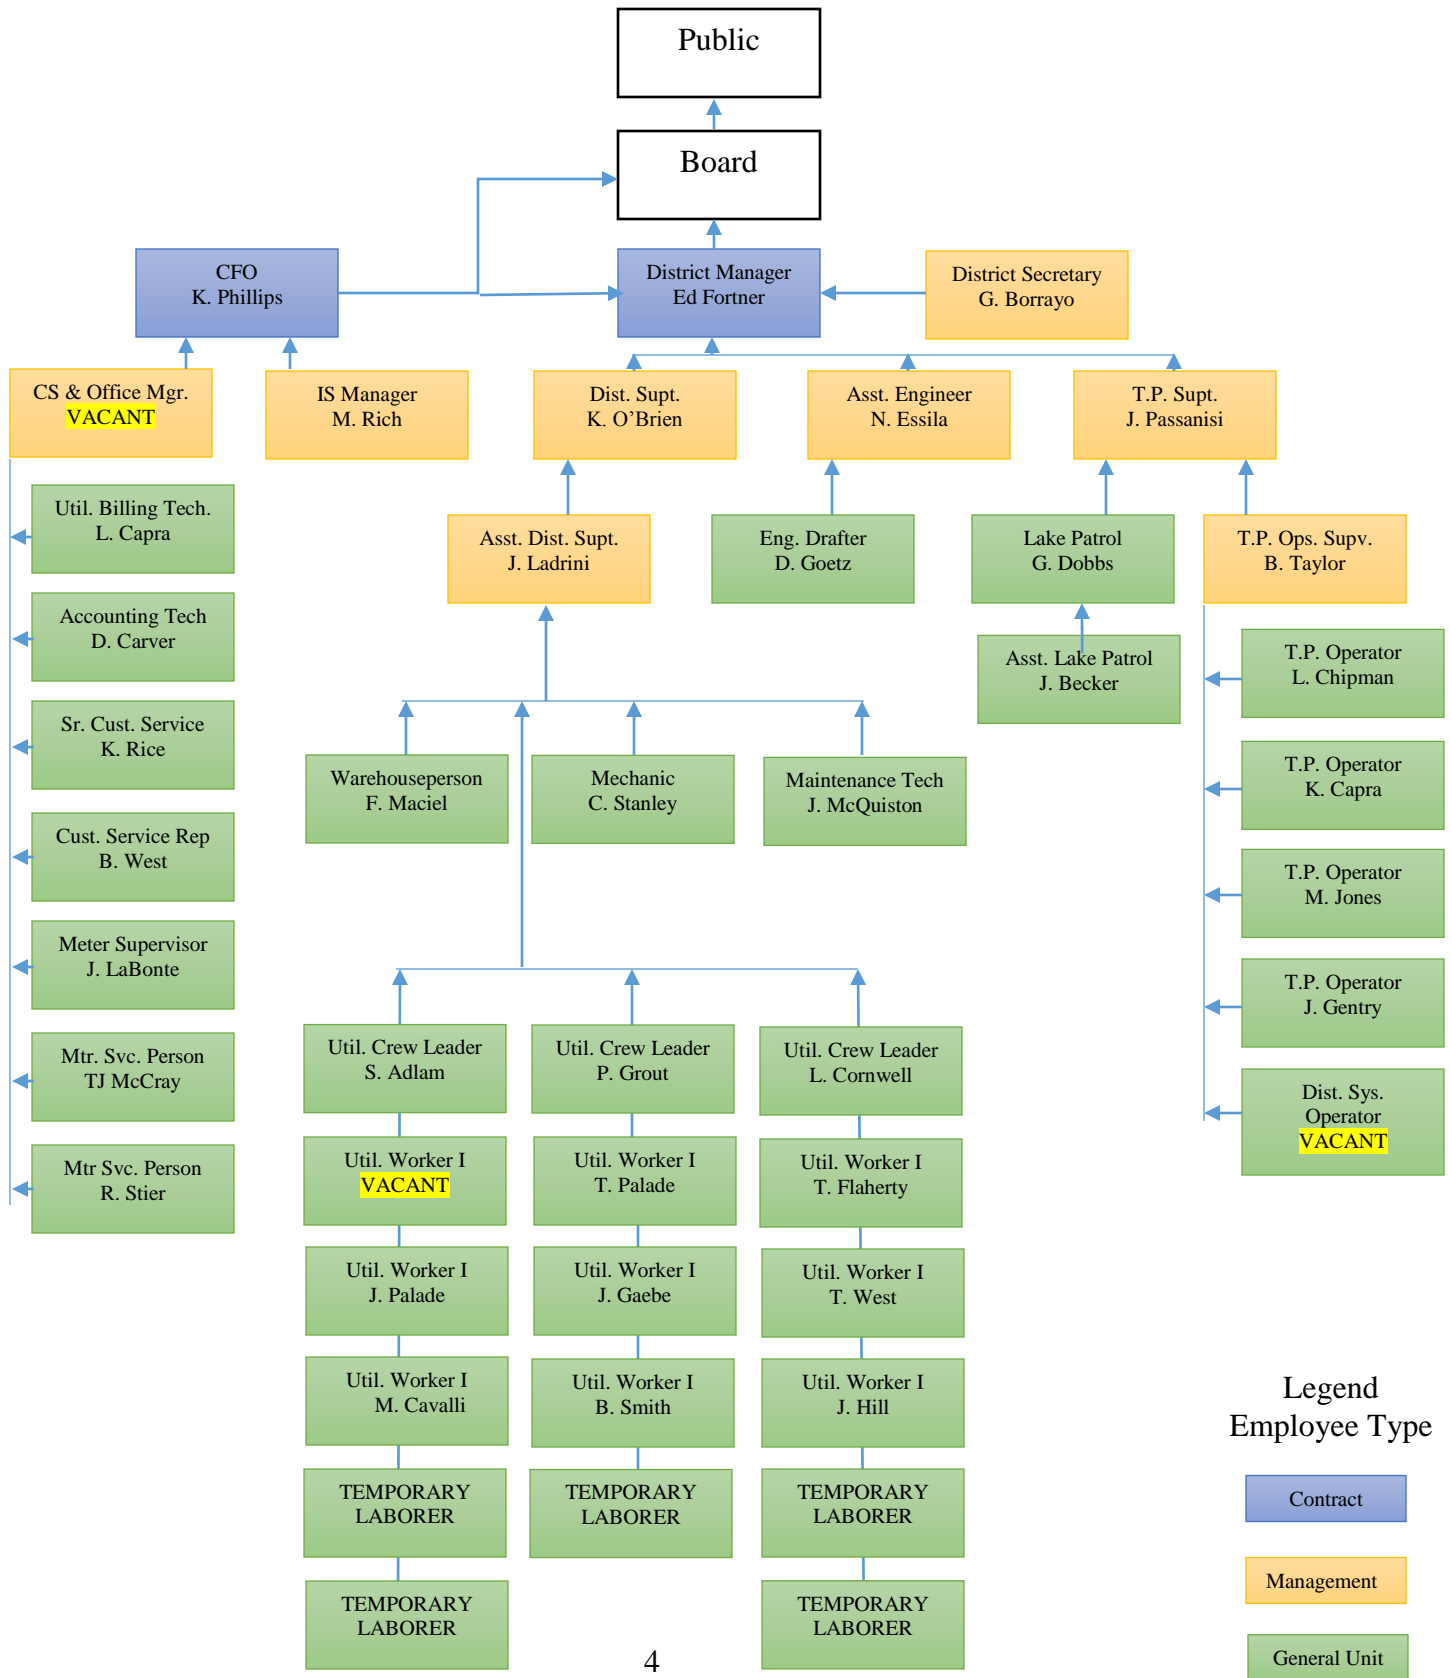 Public
Board
CFO
K. Phillips
District Manager
Ed Fortner
District Secretary
G. Borrayo
CS & Office Mgr.
VACANT
IS Manager
M. Rich
Dist. Supt.
K. O’Brien
Asst. Engineer
N. Essila
T.P. Supt.
J. Passanisi
Util. Billing Tech.
L. Capra
Accounting Tech
D. Carver
Sr. Cust. Service
K. Rice
Cust. Service Rep
B. West
Meter Supervisor
J. LaBonte
Mtr. Svc. Person
TJ McCray
Mtr Svc. Person
R. Stier
Asst. Dist. Supt.
J. Ladrini
Eng. Drafter
D. Goetz
Lake Patrol
G. Dobbs
T.P. Ops. Supv.
B. Taylor
Asst. Lake Patrol
J. Becker
T.P. Operator
L. Chipman
T.P. Operator
K. Capra
T.P. Operator
M. Jones
T.P. Operator
J. Gentry
Dist. Sys.
Operator
VACANT
Warehouseperson
F. Maciel
Mechanic
C. Stanley
Maintenance Tech
J. McQuiston
Util. Crew Leader
S. Adlam
Util. Worker I
VACANT
Util. Worker I
J. Palade
Util. Worker I
M. Cavalli
TEMPORARY
LABORER
TEMPORARY
LABORER
Util. Crew Leader
P. Grout
Util. Worker I
T. Palade
Util. Worker I
J. Gaebe
Util. Worker I
B. Smith
TEMPORARY
LABORER
Util. Crew Leader
L. Cornwell
Util. Worker I
T. Flaherty
Util. Worker I
T. West
Util. Worker I
J. Hill
TEMPORARY
LABORER
TEMPORARY
LABORER
Legend
Employee Type
Contract
Management
General Unit
4